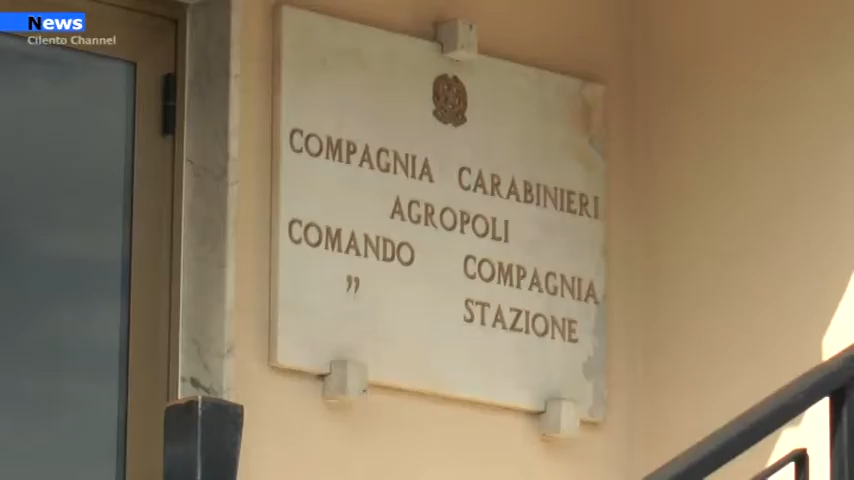 News
Cilento Channel
COMPAGNIA CARABINIERI
AGROPOLI
COMANDO COMPAGNIA
” STAZIONE